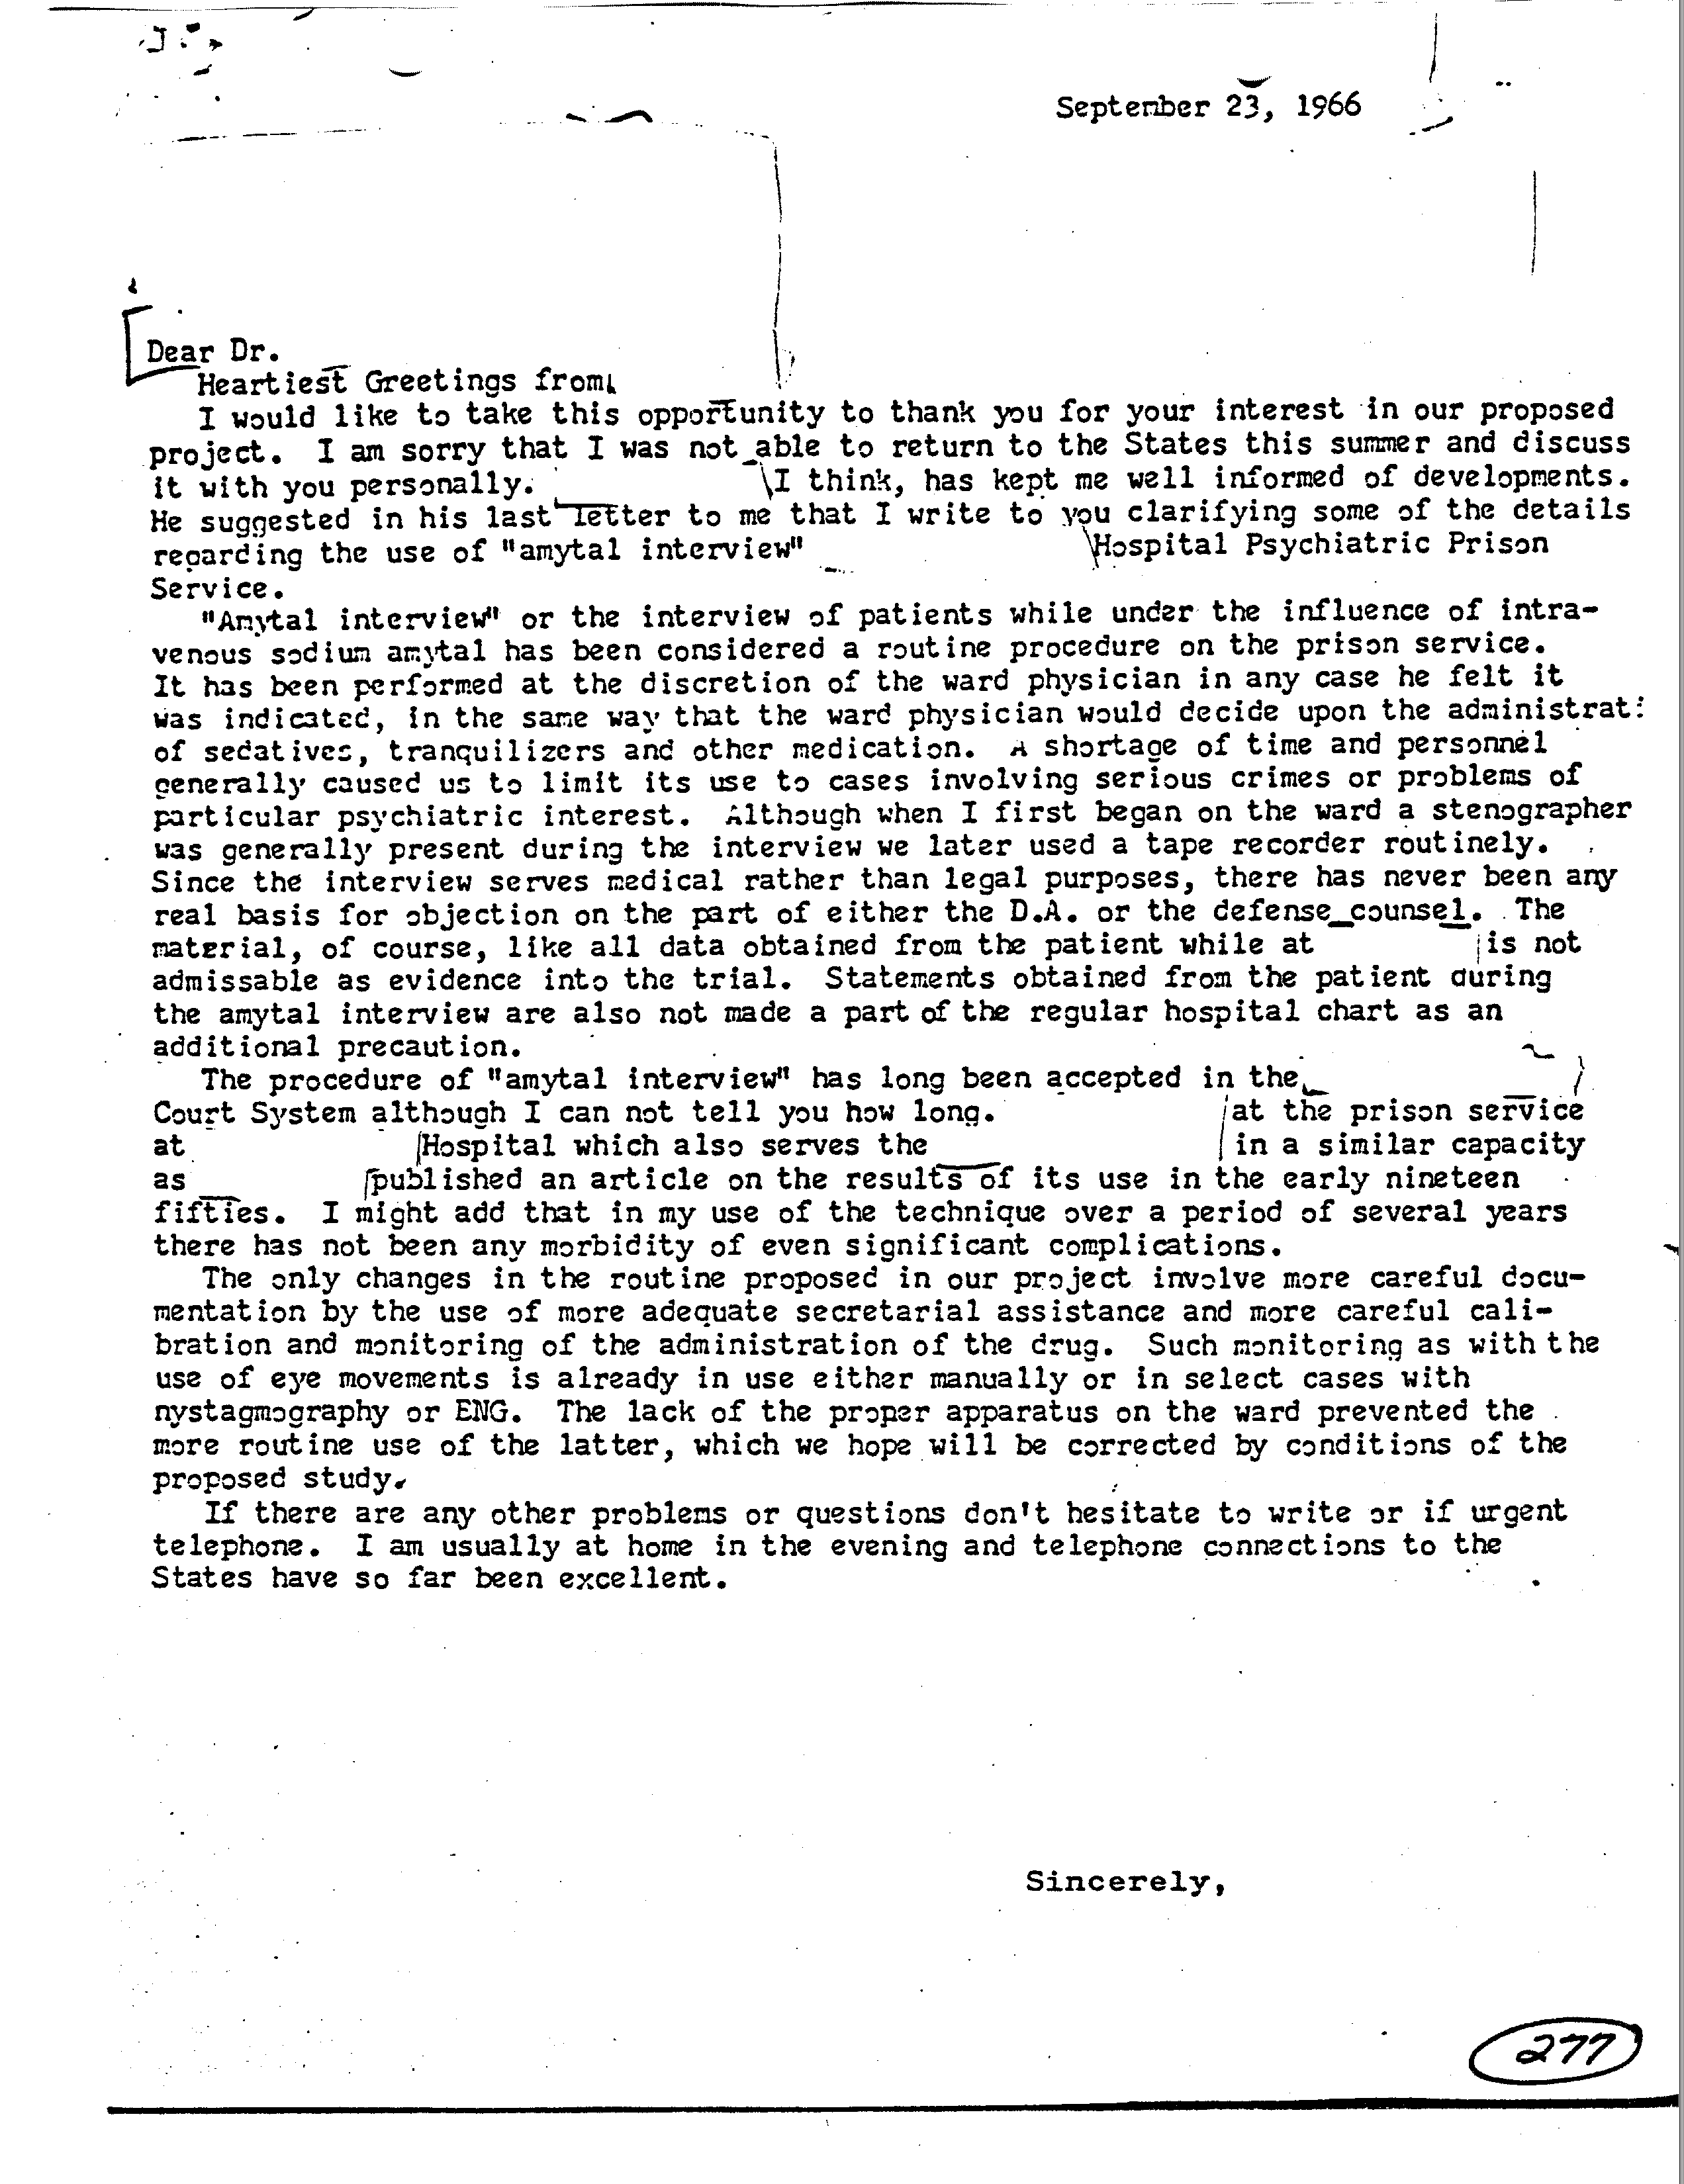 September 23, 1966
Dear Dr.
Heartiest Greetings from
I would like to take this opportunity to thank you for your interest in our proposed
project. I am sorry that I was not able to return to the States this summer and discuss
it with you personally. I think, has kept me well informed of developments.
He suggested in his last letter to me that I write to you clarifying some of the details
regarding the use of "amytal interview" Hospital Psychiatric Prison
Service.
"Amytal interview" or the interview of patients while under the influence of intra-
venous sodium amytal has been considered a routine procedure on the prison service.
It has been performed at the discretion of the ward physician in any case he felt it
was indicated, in the same way that the ward physician would decide upon the administrati
of sedatives, tranquilizers and other medication. A shortage of time and personnel
generally caused us to limit its use to cases involving serious crimes or problems of
particular psychiatric interest. Although when I first began on the ward a stenographer
was generally present during the interview we later used a tape recorder routinely.
Since the interview serves medical rather than legal purposes, there has never been any
real basis for objection on the part of either the D.A. or the defense counsel. The
material, of course, like all data obtained from the patient while at is not
admissable as evidence into the trial. Statements obtained from the patient during
the amytal interview are also not made a part of the regular hospital chart as an
additional precaution.
The procedure of "amytal interview" has long been accepted in the
Court System although I can not tell you how long. at the prison service
at Hospital which also serves the in a similar capacity
as published an article on the results of its use in the early nineteen
fifties. I might add that in my use of the technique over a period of several years
there has not been any morbidity of even significant complications.
The only changes in the routine proposed in our project involve more careful docu-
mentation by the use of more adequate secretarial assistance and more careful cali-
bration and monitoring of the administration of the drug. Such monitoring as with the
use of eye movements is already in use either manually or in select cases with
nystagmography or ENG. The lack of the proper apparatus on the ward prevented the
more routine use of the latter, which we hope will be corrected by conditions of the
proposed study.
If there are any other problems or questions don't hesitate to write or if urgent
telephone. I am usually at home in the evening and telephone connections to the
States have so far been excellent.
Sincerely,
277